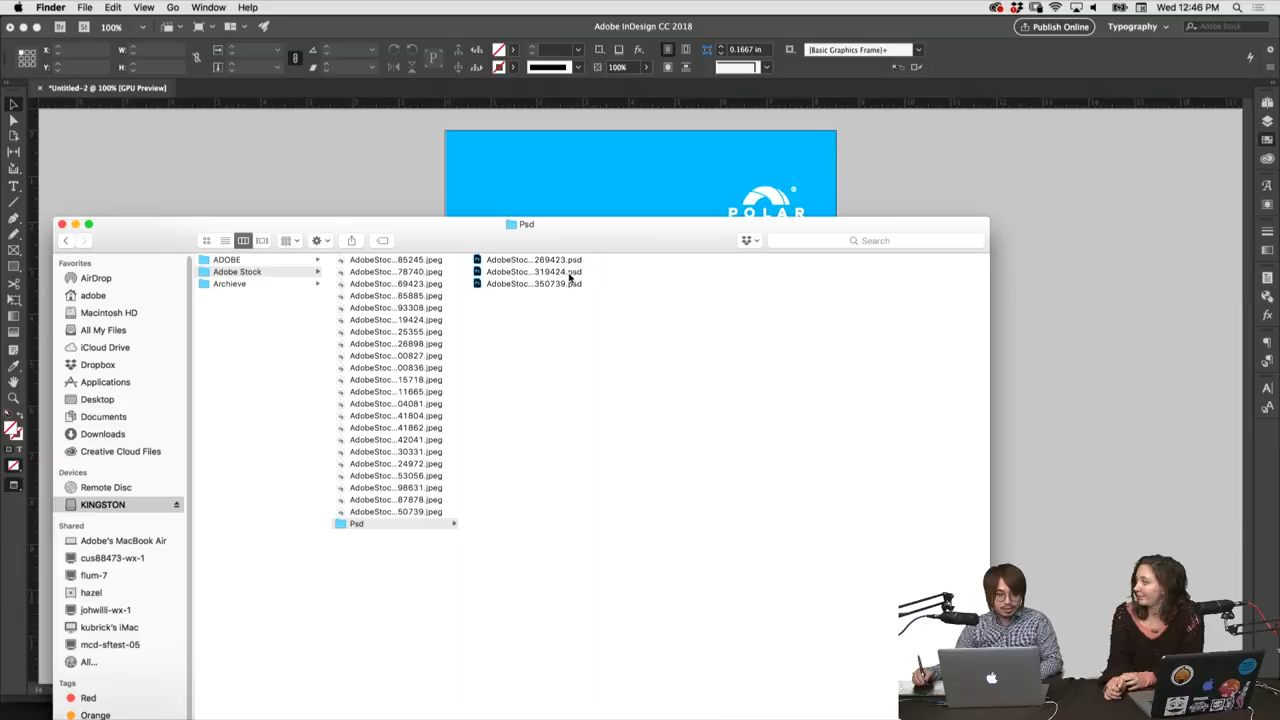 Finder File Edit View Go Window Help Wed 12:46 PM
Br St 100% Adobe InDesign CC 2018 Publish Online Typography Adobe Stock
X: W: 0.1667 in [Basic Graphics Frame]+
Y: H: 100%
*Untitled-2 @ 100% [GPU Preview]
POLAR®
Psd
Search
Favorites
AirDrop
adobe
Macintosh HD
All My Files
iCloud Drive
Dropbox
Applications
Desktop
Documents
Downloads
Creative Cloud Files
Devices
Remote Disc
KINGSTON
Shared
Adobe's MacBook Air
cus88473-wx-1
flum-7
hazel
johwilli-wx-1
kubrick's iMac
mcd-sftest-05
All...
Tags
Red
Orange
ADOBE
Adobe Stock
Archieve
AdobeStoc...85245.jpeg
AdobeStoc...78740.jpeg
AdobeStoc...69423.jpeg
AdobeStoc...85885.jpeg
AdobeStoc...93308.jpeg
AdobeStoc...19424.jpeg
AdobeStoc...25355.jpeg
AdobeStoc...26898.jpeg
AdobeStoc...00827.jpeg
AdobeStoc...00836.jpeg
AdobeStoc...15718.jpeg
AdobeStoc...11665.jpeg
AdobeStoc...04081.jpeg
AdobeStoc...41804.jpeg
AdobeStoc...41862.jpeg
AdobeStoc...42041.jpeg
AdobeStoc...30331.jpeg
AdobeStoc...24972.jpeg
AdobeStoc...53056.jpeg
AdobeStoc...98631.jpeg
AdobeStoc...87878.jpeg
AdobeStoc...50739.jpeg
Psd
AdobeStoc...269423.psd
AdobeStoc...319424.psd
AdobeStoc...350739.psd